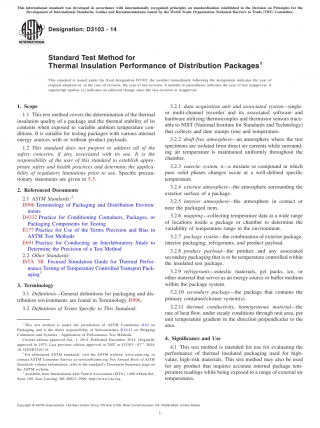 This international standard was developed in accordance with internationally recognized principles on standardization established in the Decision on Principles for the
Development of International Standards, Guides and Recommendations issued by the World Trade Organization Technical Barriers to Trade (TBT) Committee.
Designation: D3103 − 14
INTERNATIONAL
Standard Test Method for
Thermal Insulation Performance of Distribution Packages1
This standard is issued under the fixed designation D3103; the number immediately following the designation indicates the year of
original adoption or, in the case of revision, the year of last revision. A number in parentheses indicates the year of last reapproval. A
superscript epsilon (ε) indicates an editorial change since the last revision or reapproval.
1. Scope
1.1 This test method covers the determination of the thermal
insulation quality of a package and the thermal stability of its
contents when exposed to variable ambient temperature con-
ditions. It is suitable for testing packages with various internal
energy sources with or without product payloads.
1.2 This standard does not purport to address all of the
safety concerns, if any, associated with its use. It is the
responsibility of the user of this standard to establish appro-
priate safety and health practices and determine the applica-
bility of regulatory limitations prior to use. Specific precau-
tionary statements are given in 5.5.
2. Referenced Documents
2.1 ASTM Standards:2
D996 Terminology of Packaging and Distribution Environ-
ments
D4332 Practice for Conditioning Containers, Packages, or
Packaging Components for Testing
E177 Practice for Use of the Terms Precision and Bias in
ASTM Test Methods
E691 Practice for Conducting an Interlaboratory Study to
Determine the Precision of a Test Method
2.2 Other Standards:
ISTA 5B Focused Simulation Guide for Thermal Perfor-
mance Testing of Temperature Controlled Transport Pack-
aging3
3. Terminology
3.1 Definitions—General definitions for packaging and dis-
tribution environments are found in Terminology D996.
3.2 Definitions of Terms Specific to This Standard:
1 This test method is under the jurisdiction of ASTM Committee D10 on
Packaging and is the direct responsibility of Subcommittee D10.21 on Shipping
Containers and Systems - Application of Performance Test Methods.
Current edition approved Oct. 1, 2014. Published December 2014. Originally
approved in 1972. Last previous edition approved in 2007 as D3103 – 07. DOI:
10.1520/D3103-14.
2 For referenced ASTM standards, visit the ASTM website, www.astm.org, or
contact ASTM Customer Service at service@astm.org. For Annual Book of ASTM
Standards volume information, refer to the standard's Document Summary page on
the ASTM website.
3 Available from International Safe Transit Association (ISTA), 1400 Abbott Rd.,
Suite 160, East Lansing, MI 48823-1900, http://www.ista.org.
3.2.1 data acquisition unit and associated system—single-
or multi-channel recorder and its associated software and
hardware utilizing thermocouples and thermistor sensors trace-
able to NIST (National Institute for Standards and Technology)
that collects and date stamps time and temperature.
3.2.2 draft-free atmosphere—an atmosphere where the test
specimens are isolated from direct air currents while surround-
ing air temperature is maintained uniformly throughout the
chamber.
3.2.3 eutectic system, n—a mixture or compound in which
pure solid phases changes occur at a well-defined specific
temperature.
3.2.4 exterior atmosphere—the atmosphere surrounding the
exterior surface of a package.
3.2.5 interior atmosphere—the atmosphere in contact or
near the packaged item.
3.2.6 mapping—collecting temperature data at a wide range
of locations inside a package or chamber to determine the
variability of temperature range in the environment.
3.2.7 package system—the combination of exterior package,
interior packaging, refrigerants, and product payload.
3.2.8 product payload—the product and any associated
secondary packaging that is to be temperature controlled within
the insulated test package.
3.2.9 refrigerants—eutectic materials, gel packs, ice, or
other material that serves as an energy source or buffer medium
within the package system.
3.2.10 secondary package—the package that contains the
primary container/closure system(s).
3.2.11 thermal conductivity, homogeneous material—the
rate of heat flow, under steady conditions through unit area, per
unit temperature gradient in the direction perpendicular to the
area.
4. Significance and Use
4.1 This test method is intended for use for evaluating the
performance of thermal insulated packaging used for high-
value, high-risk materials. This test method may also be used
for any product that requires accurate internal package tem-
perature readings while being exposed to a range of external air
temperatures.
Copyright © ASTM International, 100 Barr Harbor Drive, PO Box C700, West Conshohocken, PA 19428-2959. United States
1